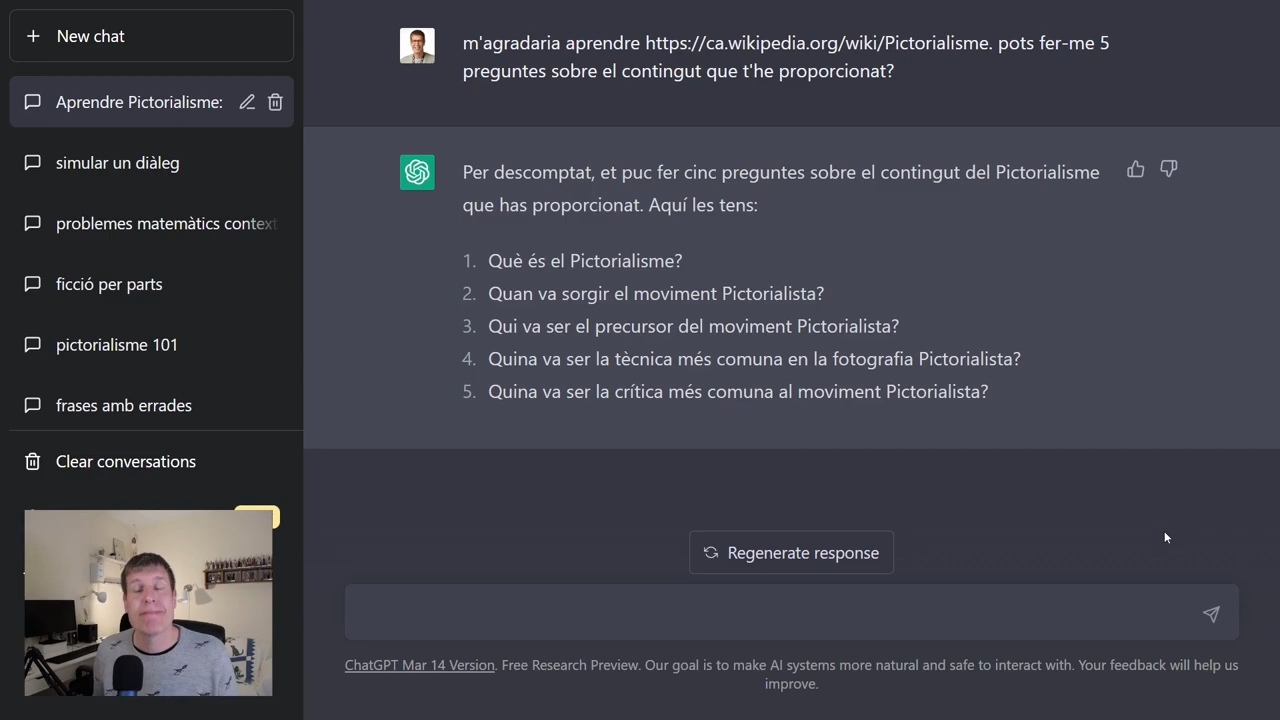 New chat
Aprendre Pictorialisme:
simular un diàleg
problemes matemàtics context
ficció per parts
pictorialisme 101
frases amb errades
Clear conversations
m'agradaria aprendre https://ca.wikipedia.org/wiki/Pictorialisme. pots fer-me 5
preguntes sobre el contingut que t'he proporcionat?
Per descomptat, et puc fer cinc preguntes sobre el contingut del Pictorialisme
que has proporcionat. Aquí les tens:
1. Què és el Pictorialisme?
2. Quan va sorgir el moviment Pictorialista?
3. Qui va ser el precursor del moviment Pictorialista?
4. Quina va ser la tècnica més comuna en la fotografia Pictorialista?
5. Quina va ser la crítica més comuna al moviment Pictorialista?
Regenerate response
ChatGPT Mar 14 Version. Free Research Preview. Our goal is to make AI systems more natural and safe to interact with. Your feedback will help us
improve.